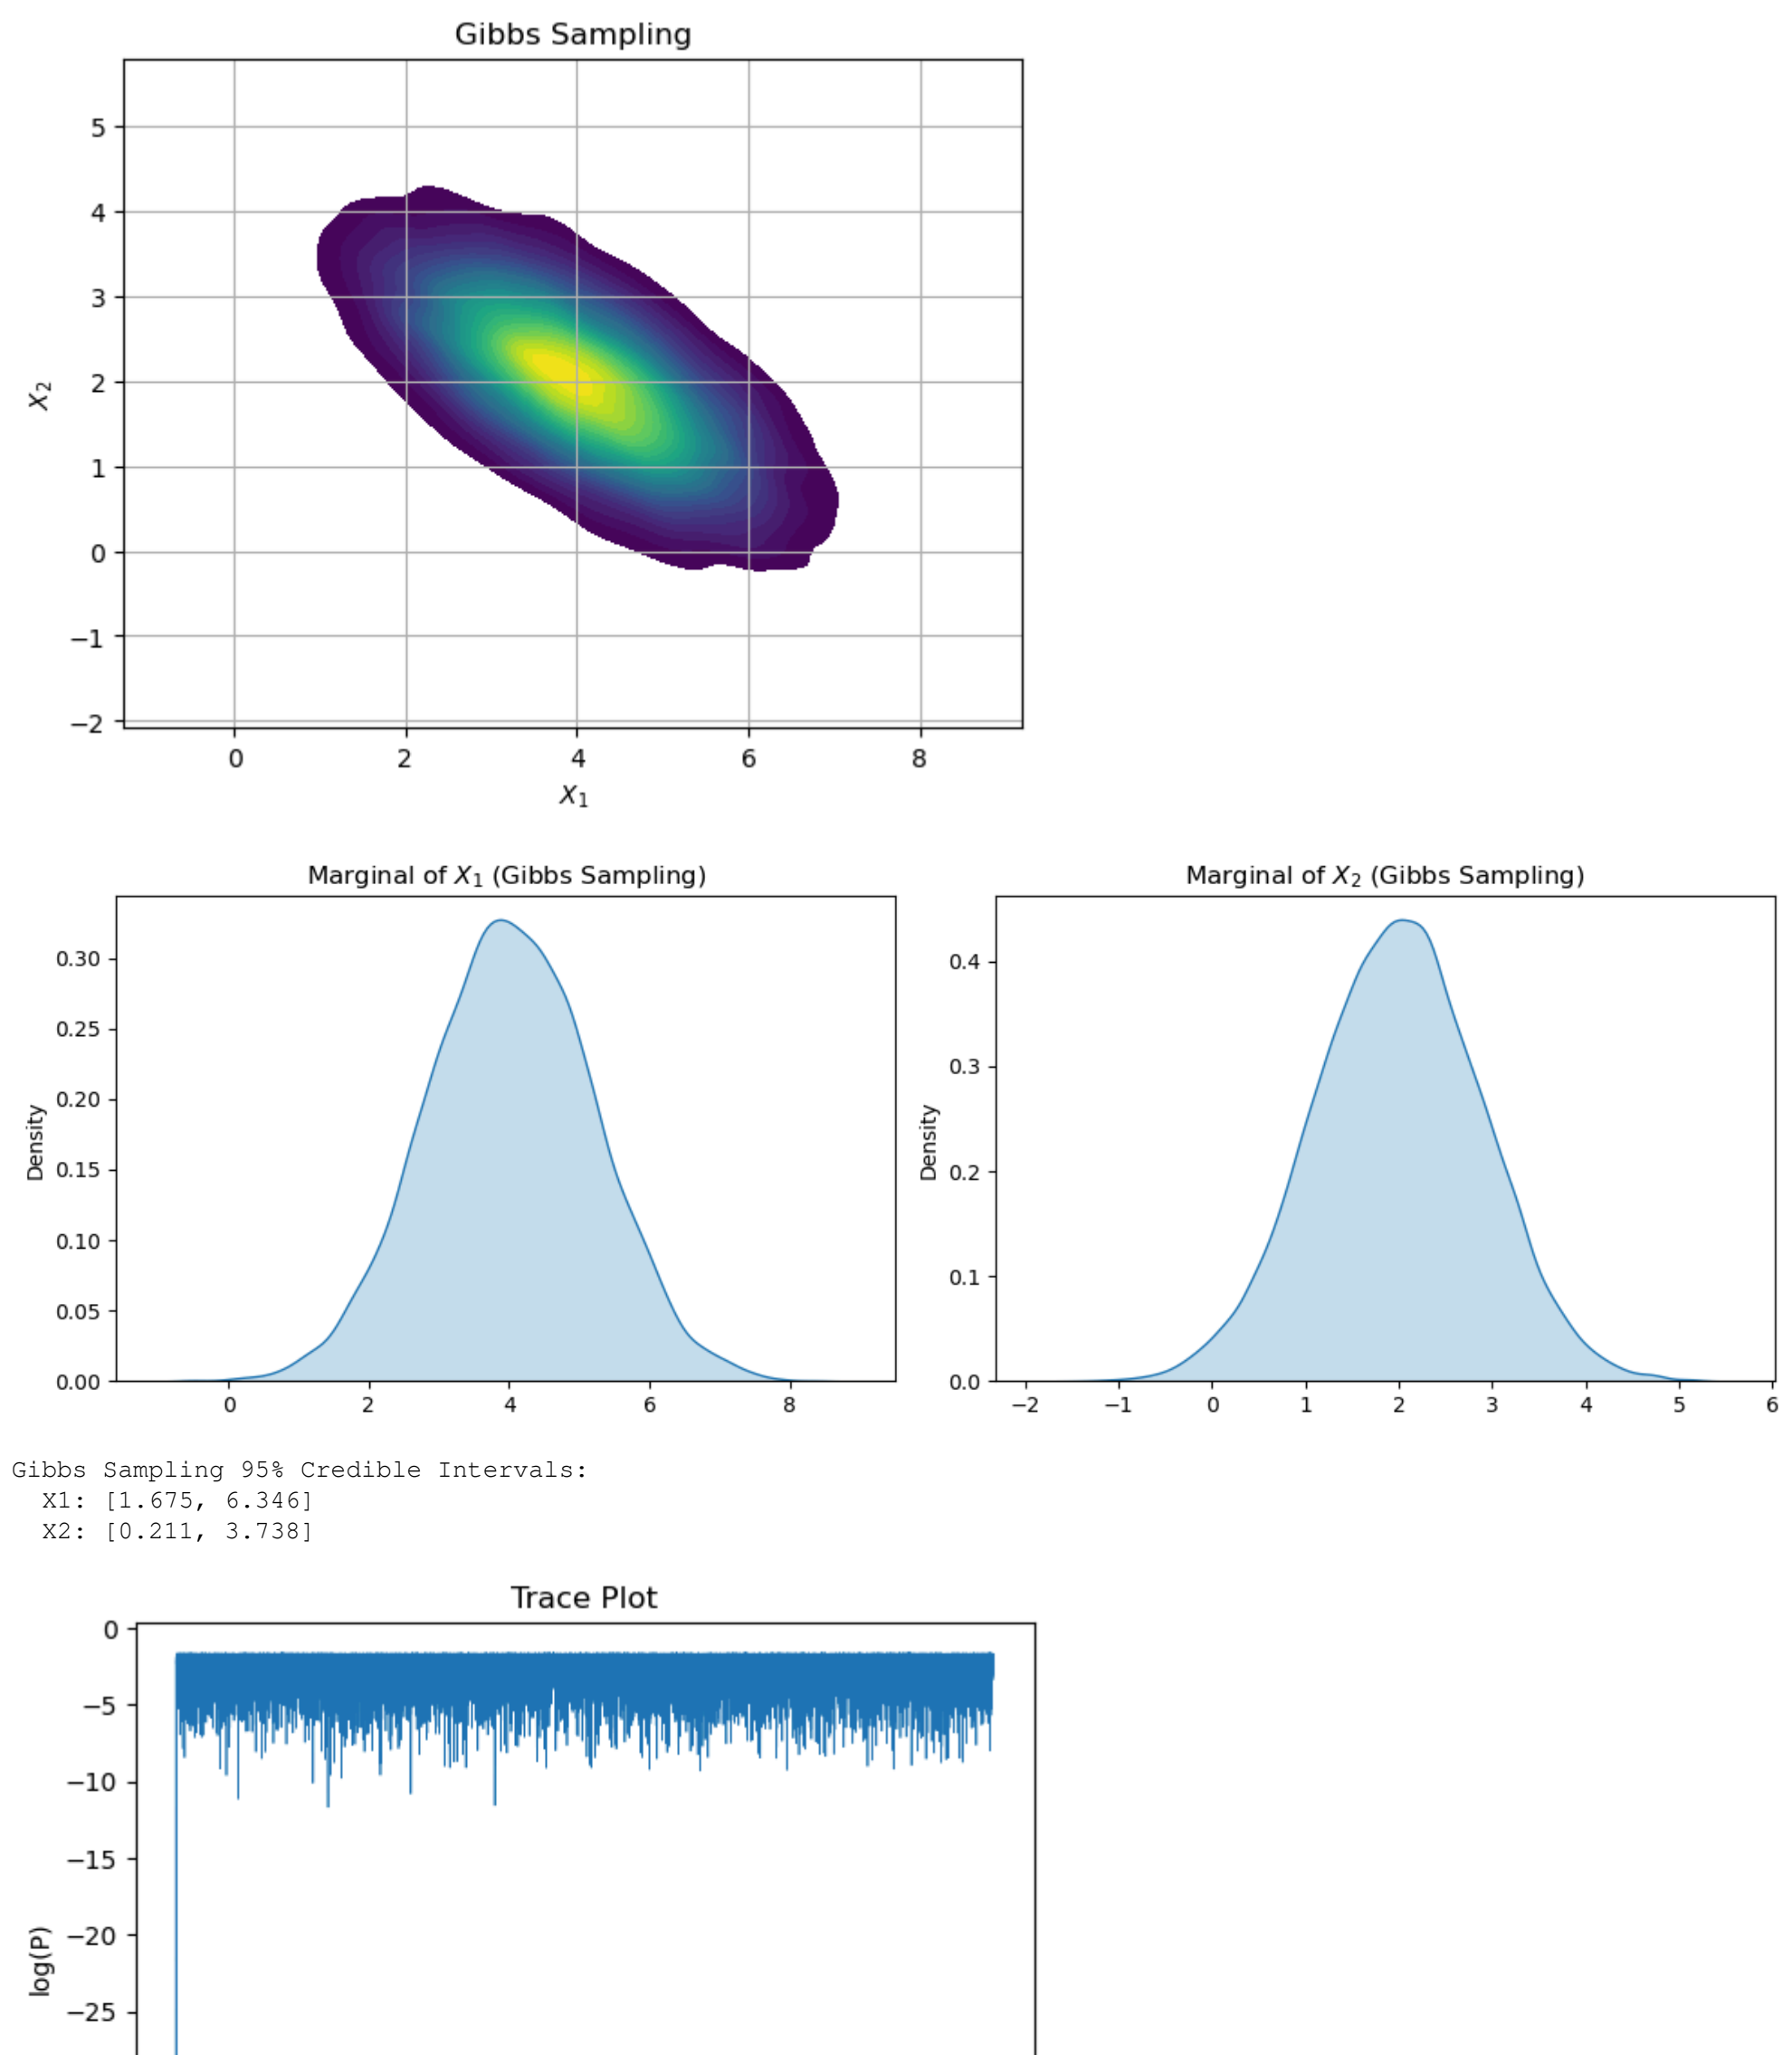 Gibbs Sampling
5
4
3
2
1
0
−1
−2
X₂
0 2 4 6 8
X₁
Marginal of X₁ (Gibbs Sampling)
0.30
0.25
0.20
0.15
0.10
0.05
0.00
Density
0 2 4 6 8
Marginal of X₂ (Gibbs Sampling)
0.4
0.3
0.2
0.1
0.0
Density
−2 −1 0 1 2 3 4 5 6
Gibbs Sampling 95% Credible Intervals:
X1: [1.675, 6.346]
X2: [0.211, 3.738]
Trace Plot
0
−5
−10
−15
−20
−25
log(P)